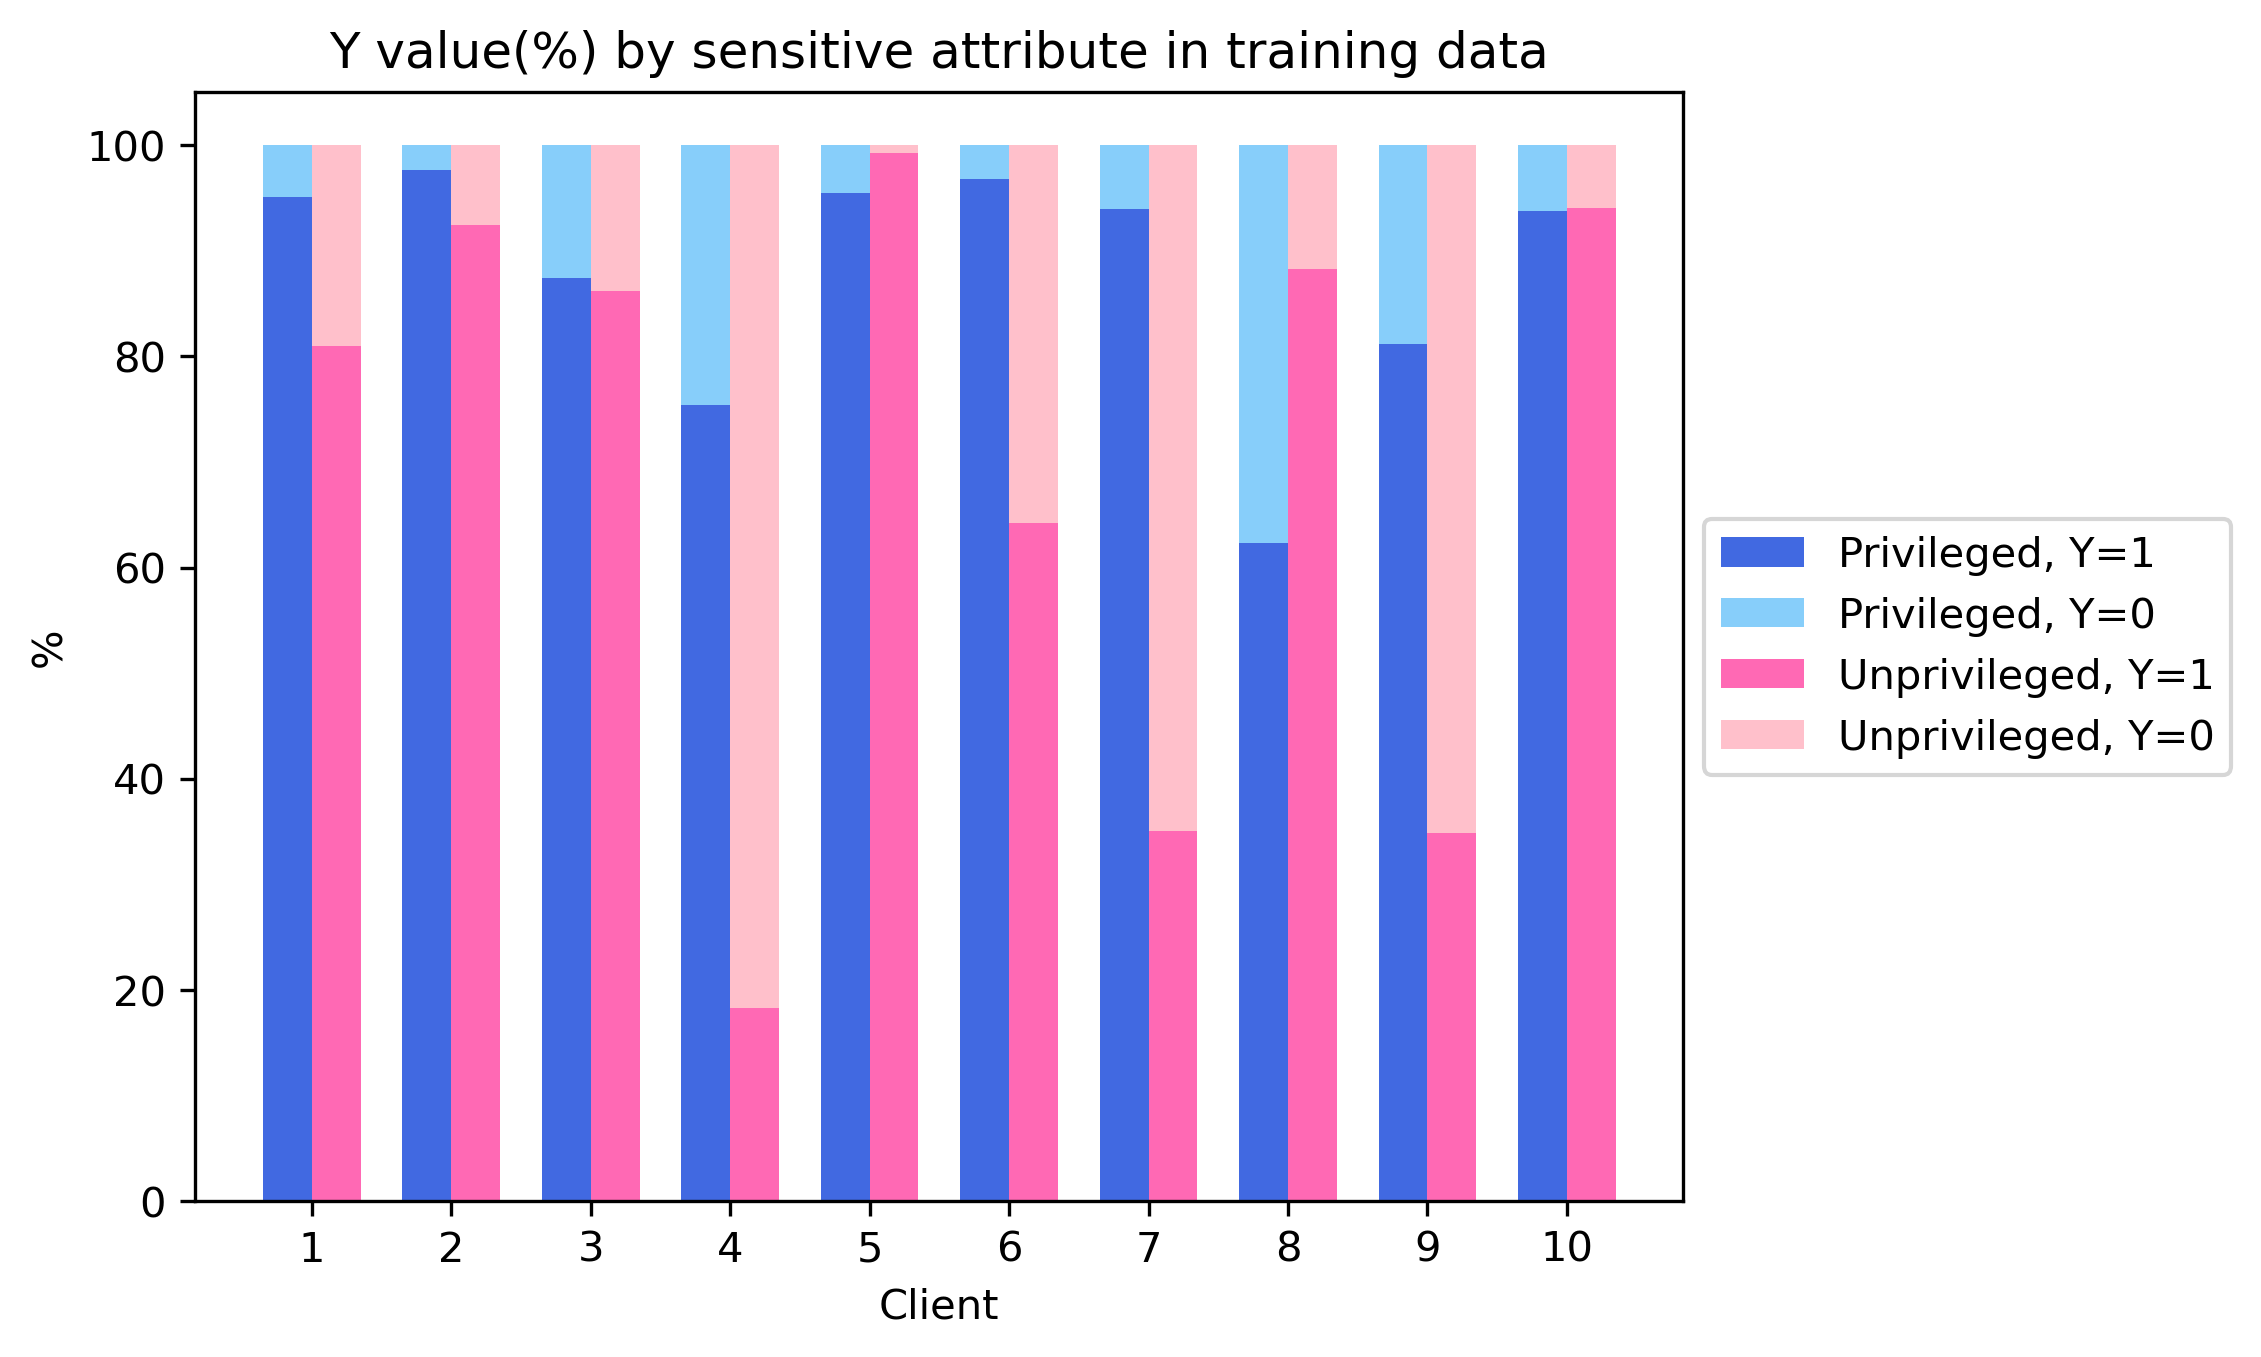 Y value(%) by sensitive attribute in training data
100
80
60
40
20
0
%
1 2 3 4 5 6 7 8 9 10
Client
Privileged, Y=1
Privileged, Y=0
Unprivileged, Y=1
Unprivileged, Y=0